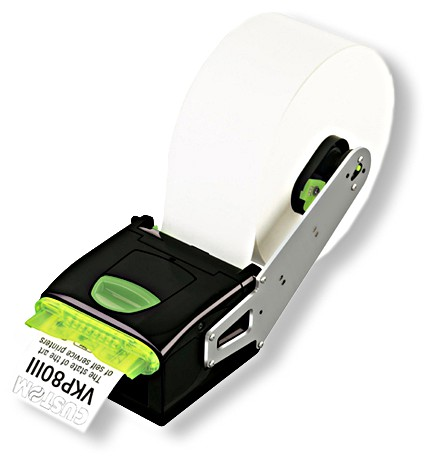 CUSTOM
VKP80III
The state of the art
of self service printers